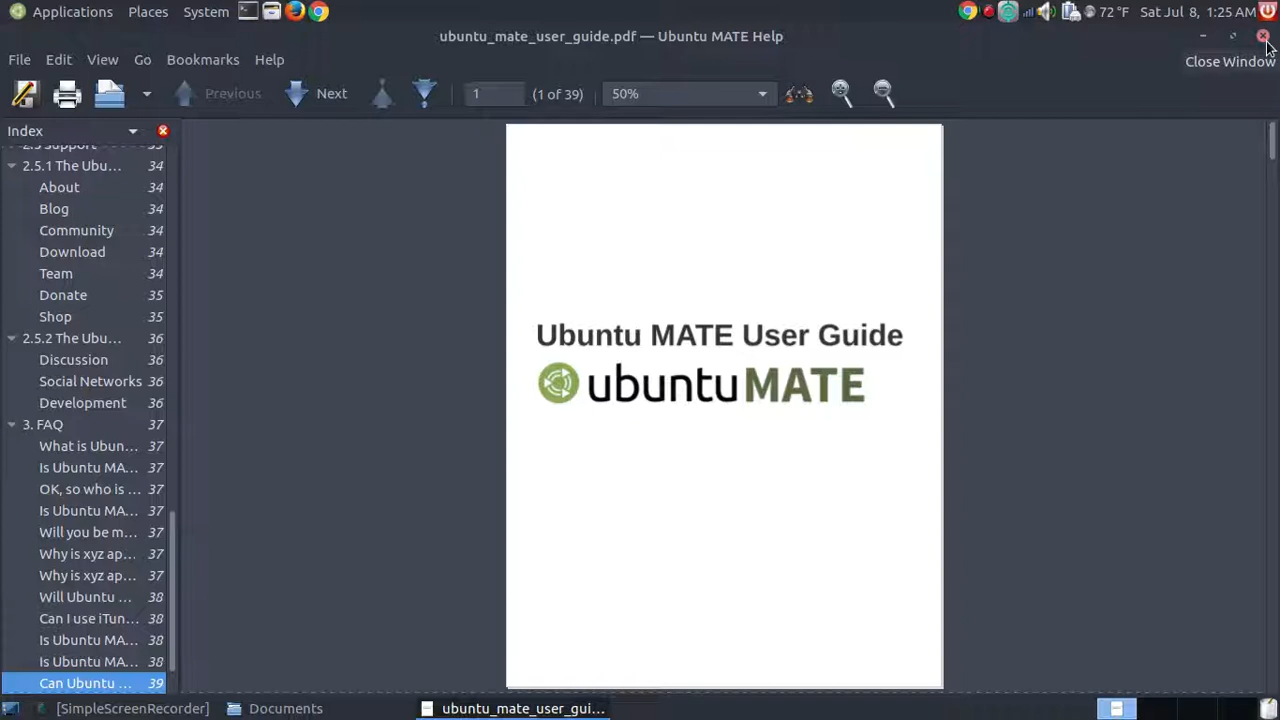 Applications Places System 72 °F Sat Jul 8, 1:25 AM
ubuntu_mate_user_guide.pdf — Ubuntu MATE Help
Close Window
File Edit View Go Bookmarks Help
Previous Next 1 (1 of 39) 50%
Index
2.5 Support 33
2.5.1 The Ubu... 34
About 34
Blog 34
Community 34
Download 34
Team 34
Donate 35
Shop 35
2.5.2 The Ubu... 36
Discussion 36
Social Networks 36
Development 36
3. FAQ 37
What is Ubun... 37
Is Ubuntu MA... 37
OK, so who is ... 37
Is Ubuntu MA... 37
Will you be m... 37
Why is xyz ap... 37
Why is xyz ap... 37
Will Ubuntu ... 38
Can I use iTun... 38
Is Ubuntu MA... 38
Is Ubuntu MA... 38
Can Ubuntu ... 39
Ubuntu MATE User Guide
ubuntu MATE
[SimpleScreenRecorder] Documents ubuntu_mate_user_gui...